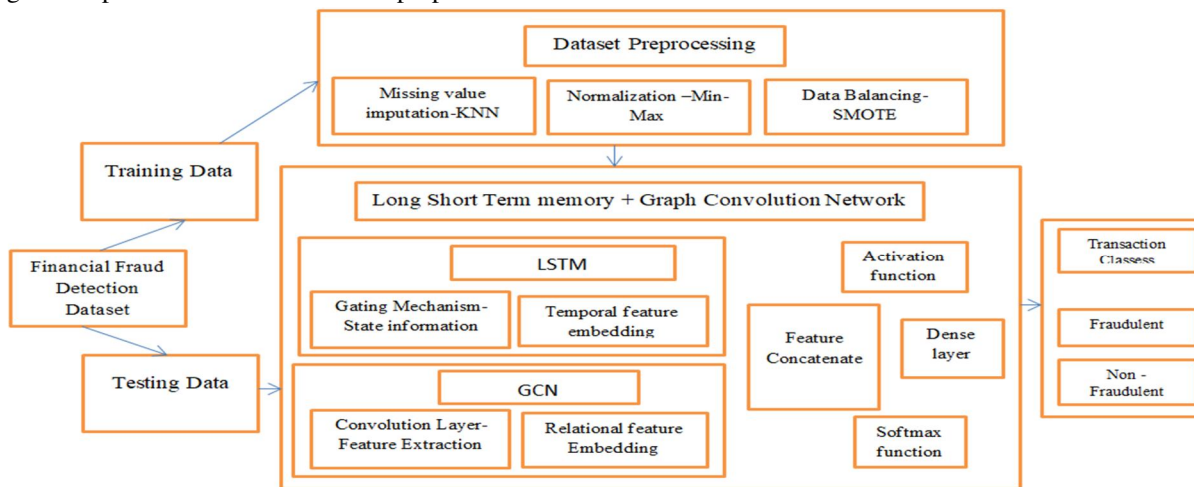 Dataset Preprocessing
Missing value
imputation-KNN
Normalization –Min-
Max
Data Balancing-
SMOTE
Training Data
Long Short Term memory + Graph Convolution Network
Financial Fraud
Detection
Dataset
LSTM
Gating Mechanism-
State information
Temporal feature
embedding
Testing Data
GCN
Convolution Layer-
Feature Extraction
Relational feature
Embedding
Activation
function
Feature
Concatenate
Dense
layer
Softmax
function
Transaction
Classess
Fraudulent
Non -
Fraudulent